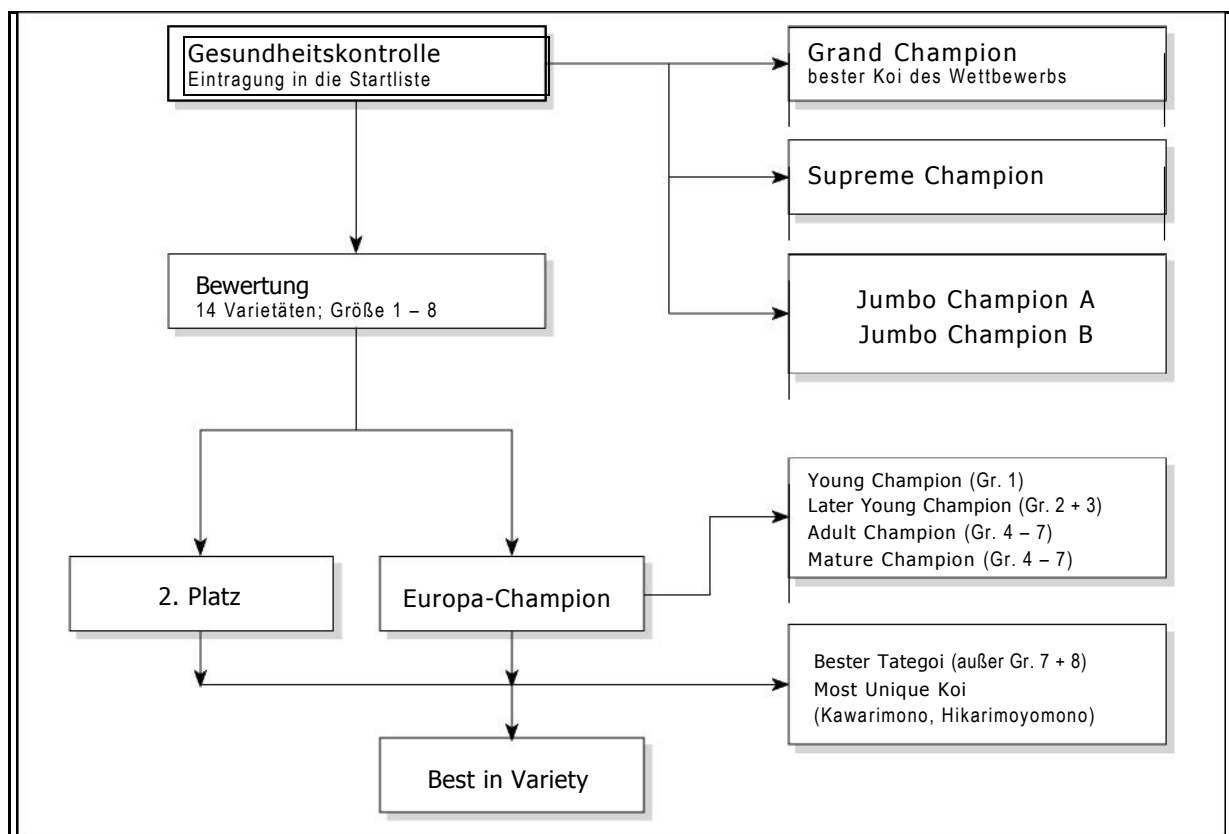 Gesundheitskontrolle
Eintragung in die Startliste
Grand Champion
bester Koi des Wettbewerbs
Supreme Champion
Bewertung
14 Varietäten; Größe 1 – 8
Jumbo Champion A
Jumbo Champion B
Young Champion (Gr. 1)
Later Young Champion (Gr. 2 + 3)
Adult Champion (Gr. 4 – 7)
Mature Champion (Gr. 4 – 7)
2. Platz
Europa-Champion
Bester Tategoi (außer Gr. 7 + 8)
Most Unique Koi
(Kawarimono, Hikarimoyomono)
Best in Variety